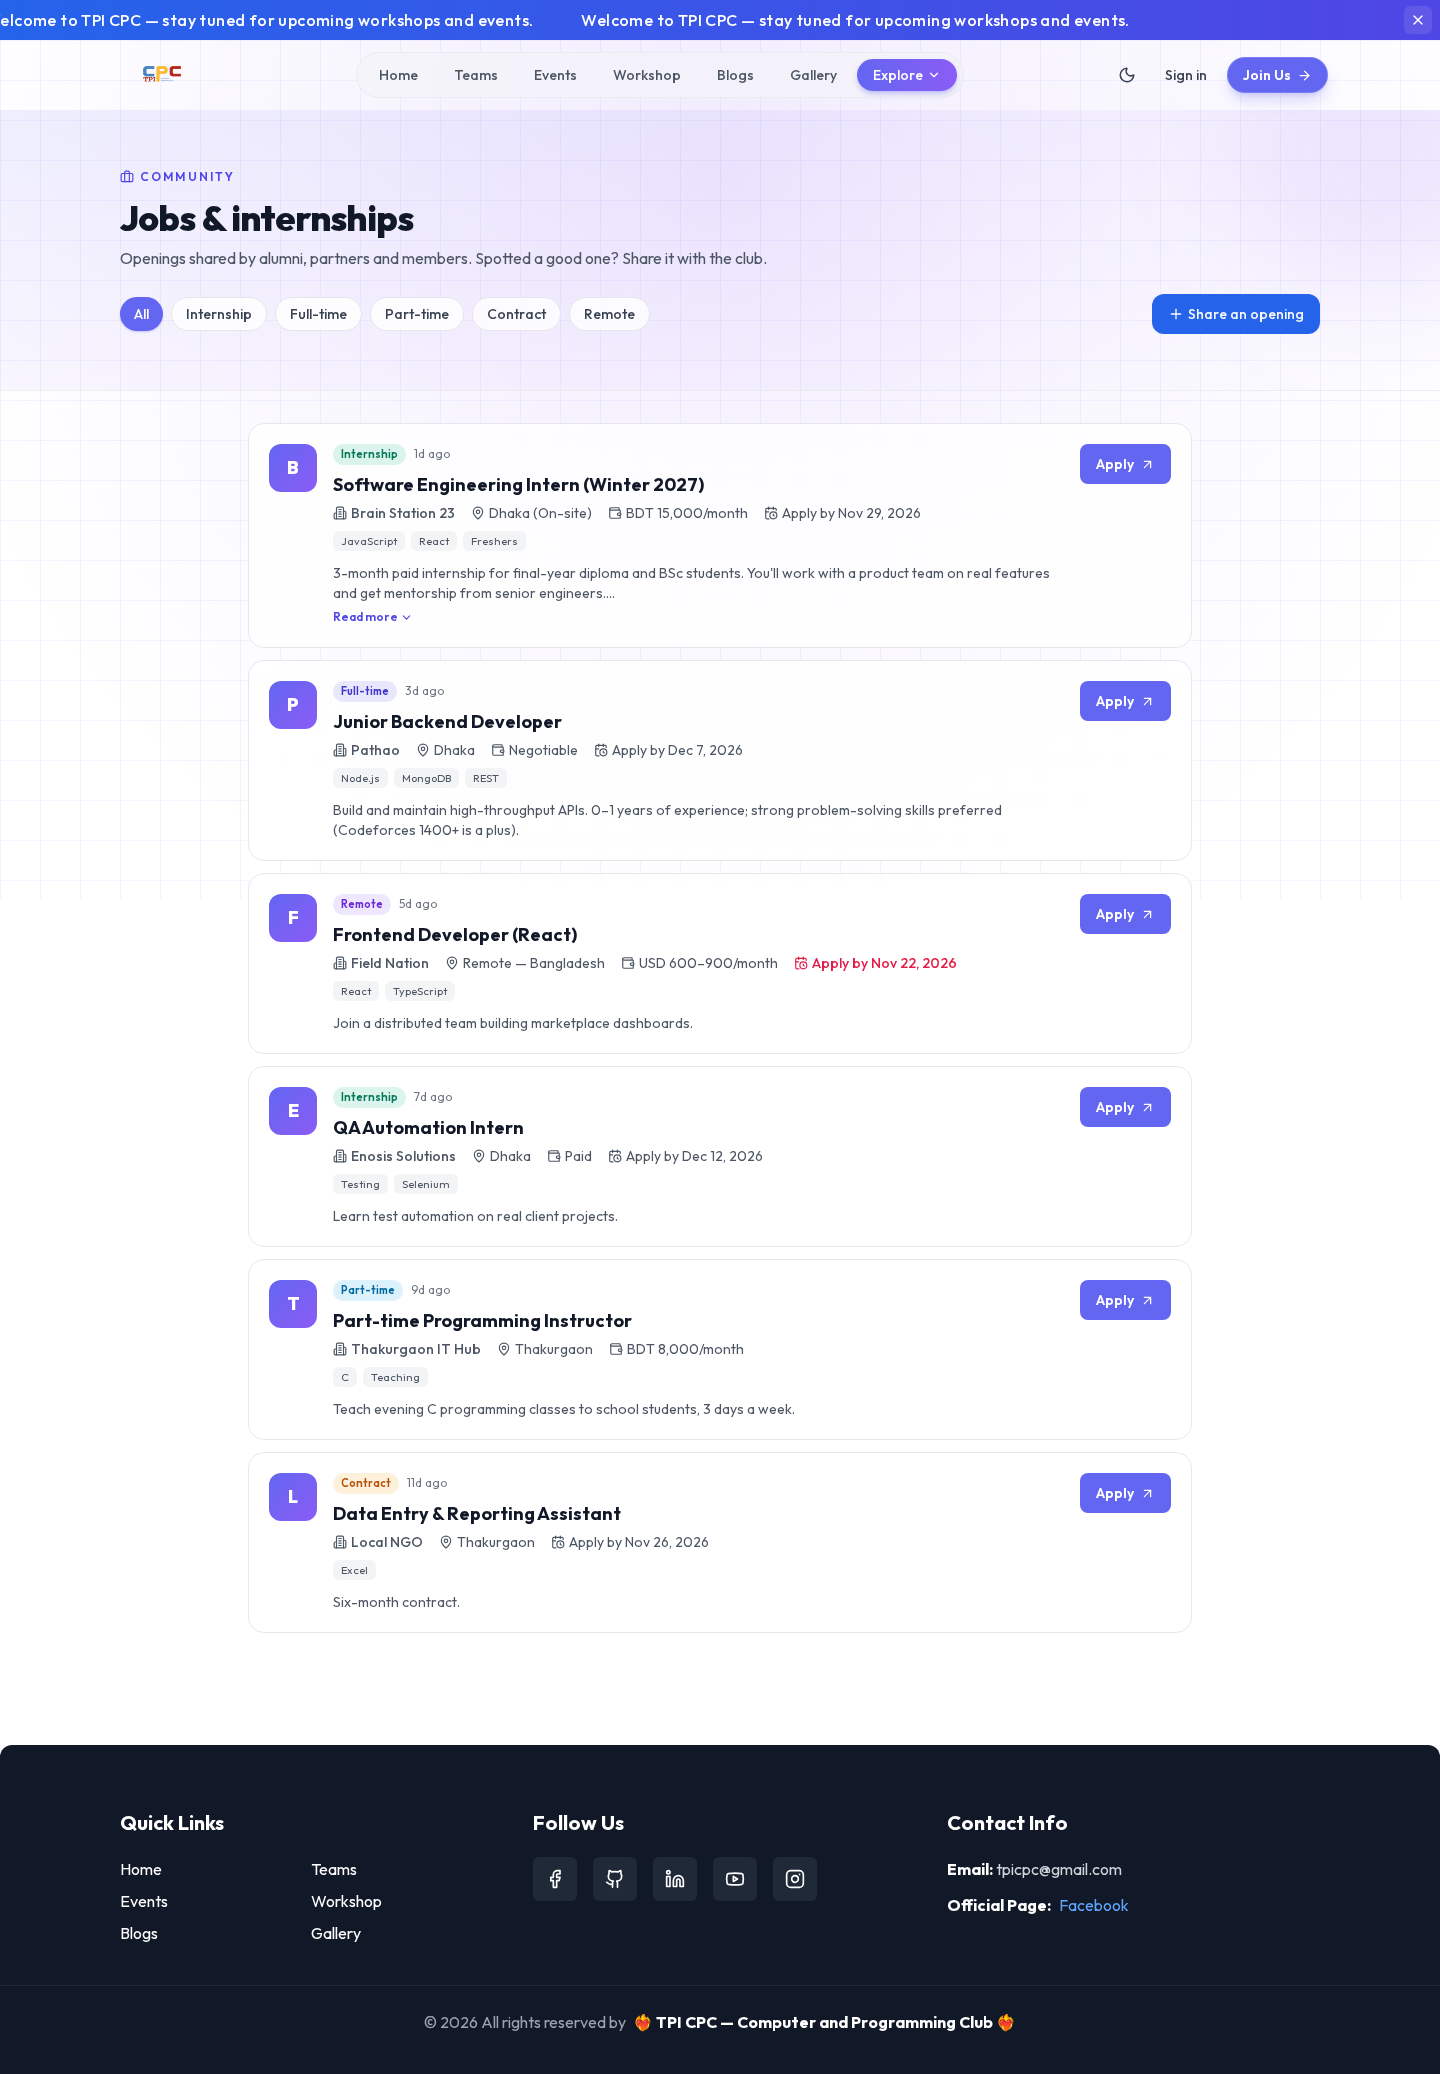 elcome to TPI CPC — stay tuned for upcoming workshops and events. Welcome to TPI CPC — stay tuned for upcoming workshops and events.
CPC
TPI
Home Teams Events Workshop Blogs Gallery Explore
Sign in Join Us
COMMUNITY
Jobs & internships
Openings shared by alumni, partners and members. Spotted a good one? Share it with the club.
All Internship Full-time Part-time Contract Remote
Share an opening
B
Internship 1d ago
Software Engineering Intern (Winter 2027)
Brain Station 23 Dhaka (On-site) BDT 15,000/month Apply by Nov 29, 2026
JavaScript React Freshers
3-month paid internship for final-year diploma and BSc students. You'll work with a product team on real features
and get mentorship from senior engineers....
Read more
Apply
P
Full-time 3d ago
Junior Backend Developer
Pathao Dhaka Negotiable Apply by Dec 7, 2026
Node.js MongoDB REST
Build and maintain high-throughput APIs. 0–1 years of experience; strong problem-solving skills preferred
(Codeforces 1400+ is a plus).
Apply
F
Remote 5d ago
Frontend Developer (React)
Field Nation Remote — Bangladesh USD 600–900/month Apply by Nov 22, 2026
React TypeScript
Join a distributed team building marketplace dashboards.
Apply
E
Internship 7d ago
QA Automation Intern
Enosis Solutions Dhaka Paid Apply by Dec 12, 2026
Testing Selenium
Learn test automation on real client projects.
Apply
T
Part-time 9d ago
Part-time Programming Instructor
Thakurgaon IT Hub Thakurgaon BDT 8,000/month
C Teaching
Teach evening C programming classes to school students, 3 days a week.
Apply
L
Contract 11d ago
Data Entry & Reporting Assistant
Local NGO Thakurgaon Apply by Nov 26, 2026
Excel
Six-month contract.
Apply
Quick Links
Home Teams
Events Workshop
Blogs Gallery
Follow Us
Contact Info
Email: tpicpc@gmail.com
Official Page: Facebook
© 2026 All rights reserved by ❤️‍🔥 TPI CPC — Computer and Programming Club ❤️‍🔥